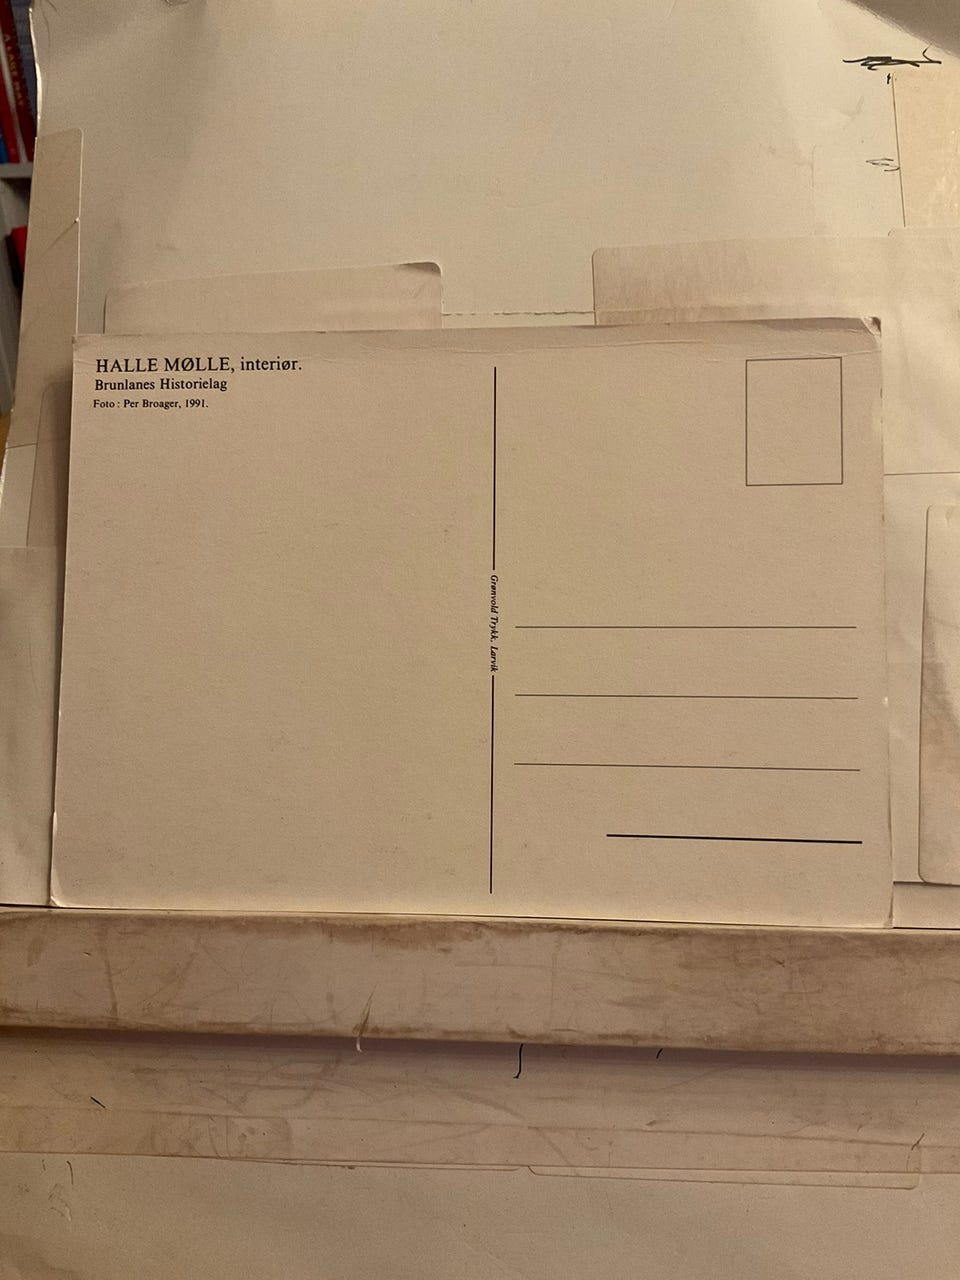 HALLE MØLLE, interiør.
Brunlanes Historielag
Foto : Per Broager, 1991.
Grønvold Trykk, Larvik